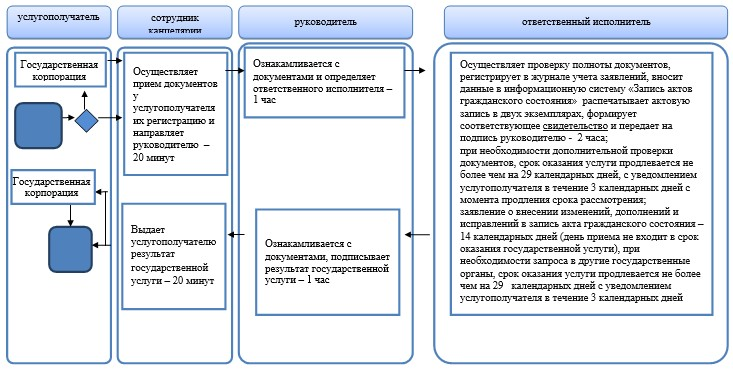 услугополучатель
сотрудник
канцелярии
руководитель
ответственный исполнитель
Государственная
корпорация
Осуществляет
прием документов
у
услугополучателя
их регистрацию и
направляет
руководителю –
20 минут
Ознакамливается с
документами и определяет
ответственного исполнителя –
1 час
Осуществляет проверку полноты документов,
регистрирует в журнале учета заявлений, вносит
данные в информационную систему «Запись актов
гражданского состояния» распечатывает актовую
запись в двух экземплярах, формирует
соответствующее свидетельство и передает на
подпись руководителю - 2 часа;
при необходимости дополнительной проверки
документов, срок оказания услуги продлевается не
более чем на 29 календарных дней, с уведомлением
услугополучателя в течение 3 календарных дней с
момента продления срока рассмотрения;
заявление о внесении изменений, дополнений и
исправлений в запись акта гражданского состояния –
14 календарных дней (день приема не входит в срок
оказания государственной услуги), при
необходимости запроса в другие государственные
органы, срок оказания услуги продлевается не более
чем на 29 календарных дней с уведомлением
услугополучателя в течение 3 календарных дней
Государственная
корпорация
Выдает
услугополучателю
результат
государственной
услуги – 20 минут
Ознакамливается с
документами, подписывает
результат государственной
услуги – 1 час